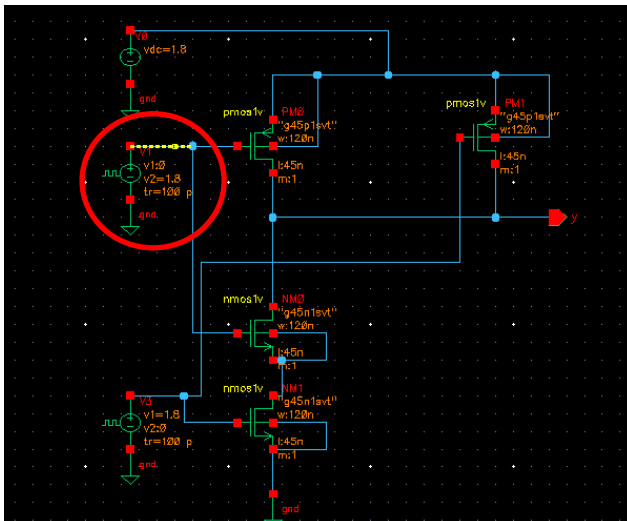 V0
vdc=1.8
gnd
pmos1v
PM0
"g45p1svt"
w:120n
l:45n
m:1
pmos1v
PM1
"g45p1svt"
w:120n
l:45n
m:1
V1
v1:0
v2=1.8
tr=100 p
gnd
y
nmos1v
NM0
"g45n1svt"
w:120n
l:45n
m:1
nmos1v
NM1
"g45n1svt"
w:120n
l:45n
m:1
V3
v1=1.8
v2:0
tr=100 p
gnd
gnd